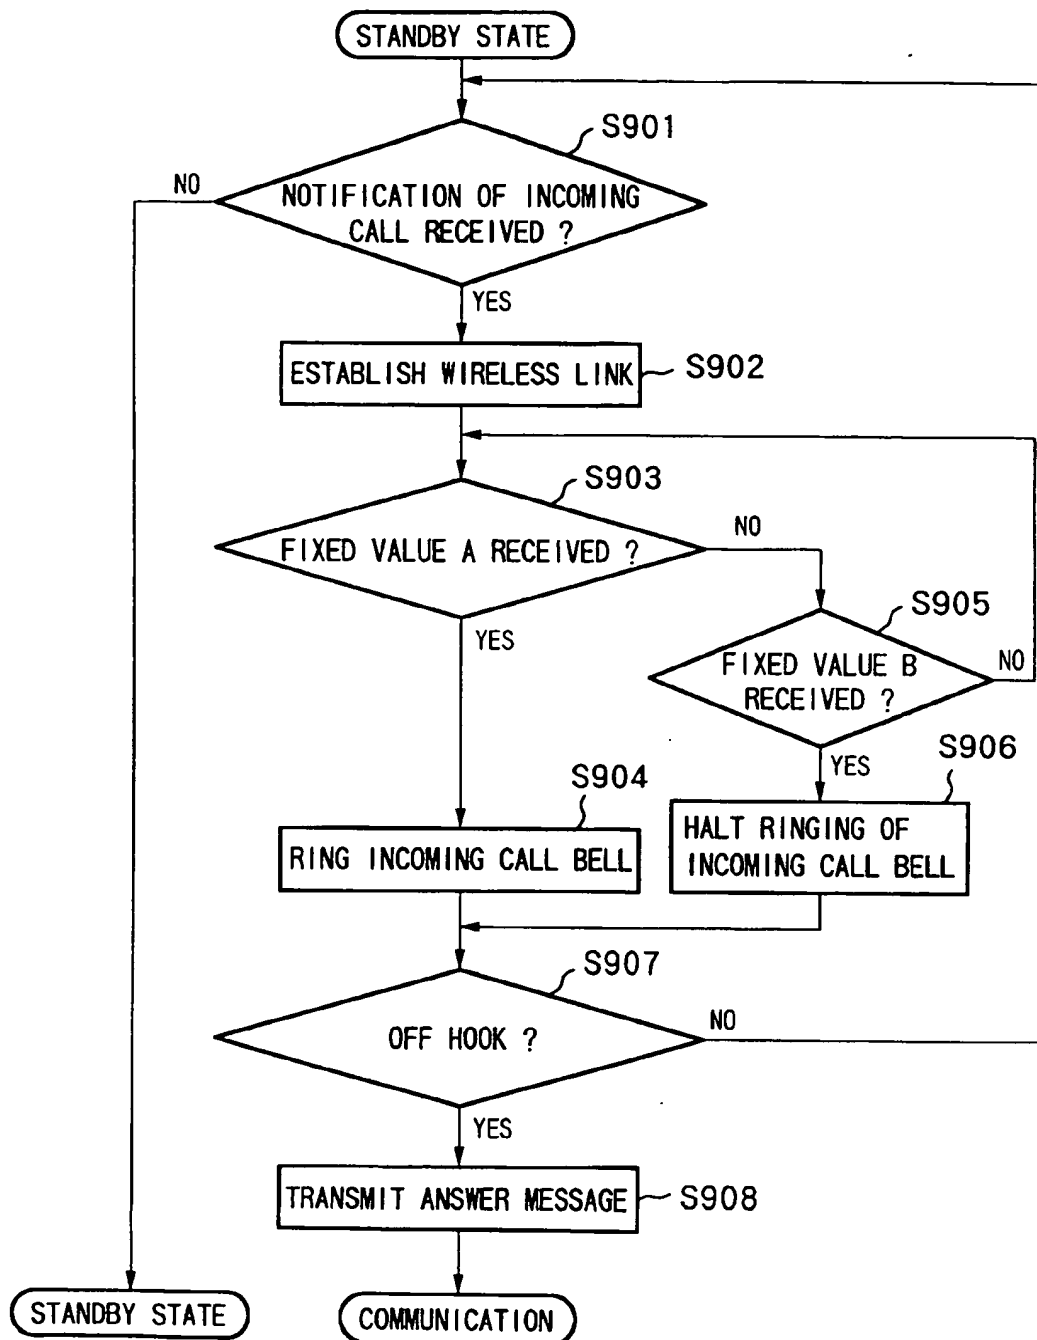 STANDBY STATE
S901
NO
NOTIFICATION OF INCOMING
CALL RECEIVED ?
YES
ESTABLISH WIRELESS LINK
S902
S903
FIXED VALUE A RECEIVED ?
NO
YES
S905
FIXED VALUE B
RECEIVED ?
NO
YES
S906
S904
RING INCOMING CALL BELL
HALT RINGING OF
INCOMING CALL BELL
S907
OFF HOOK ?
NO
YES
TRANSMIT ANSWER MESSAGE
S908
STANDBY STATE
COMMUNICATION